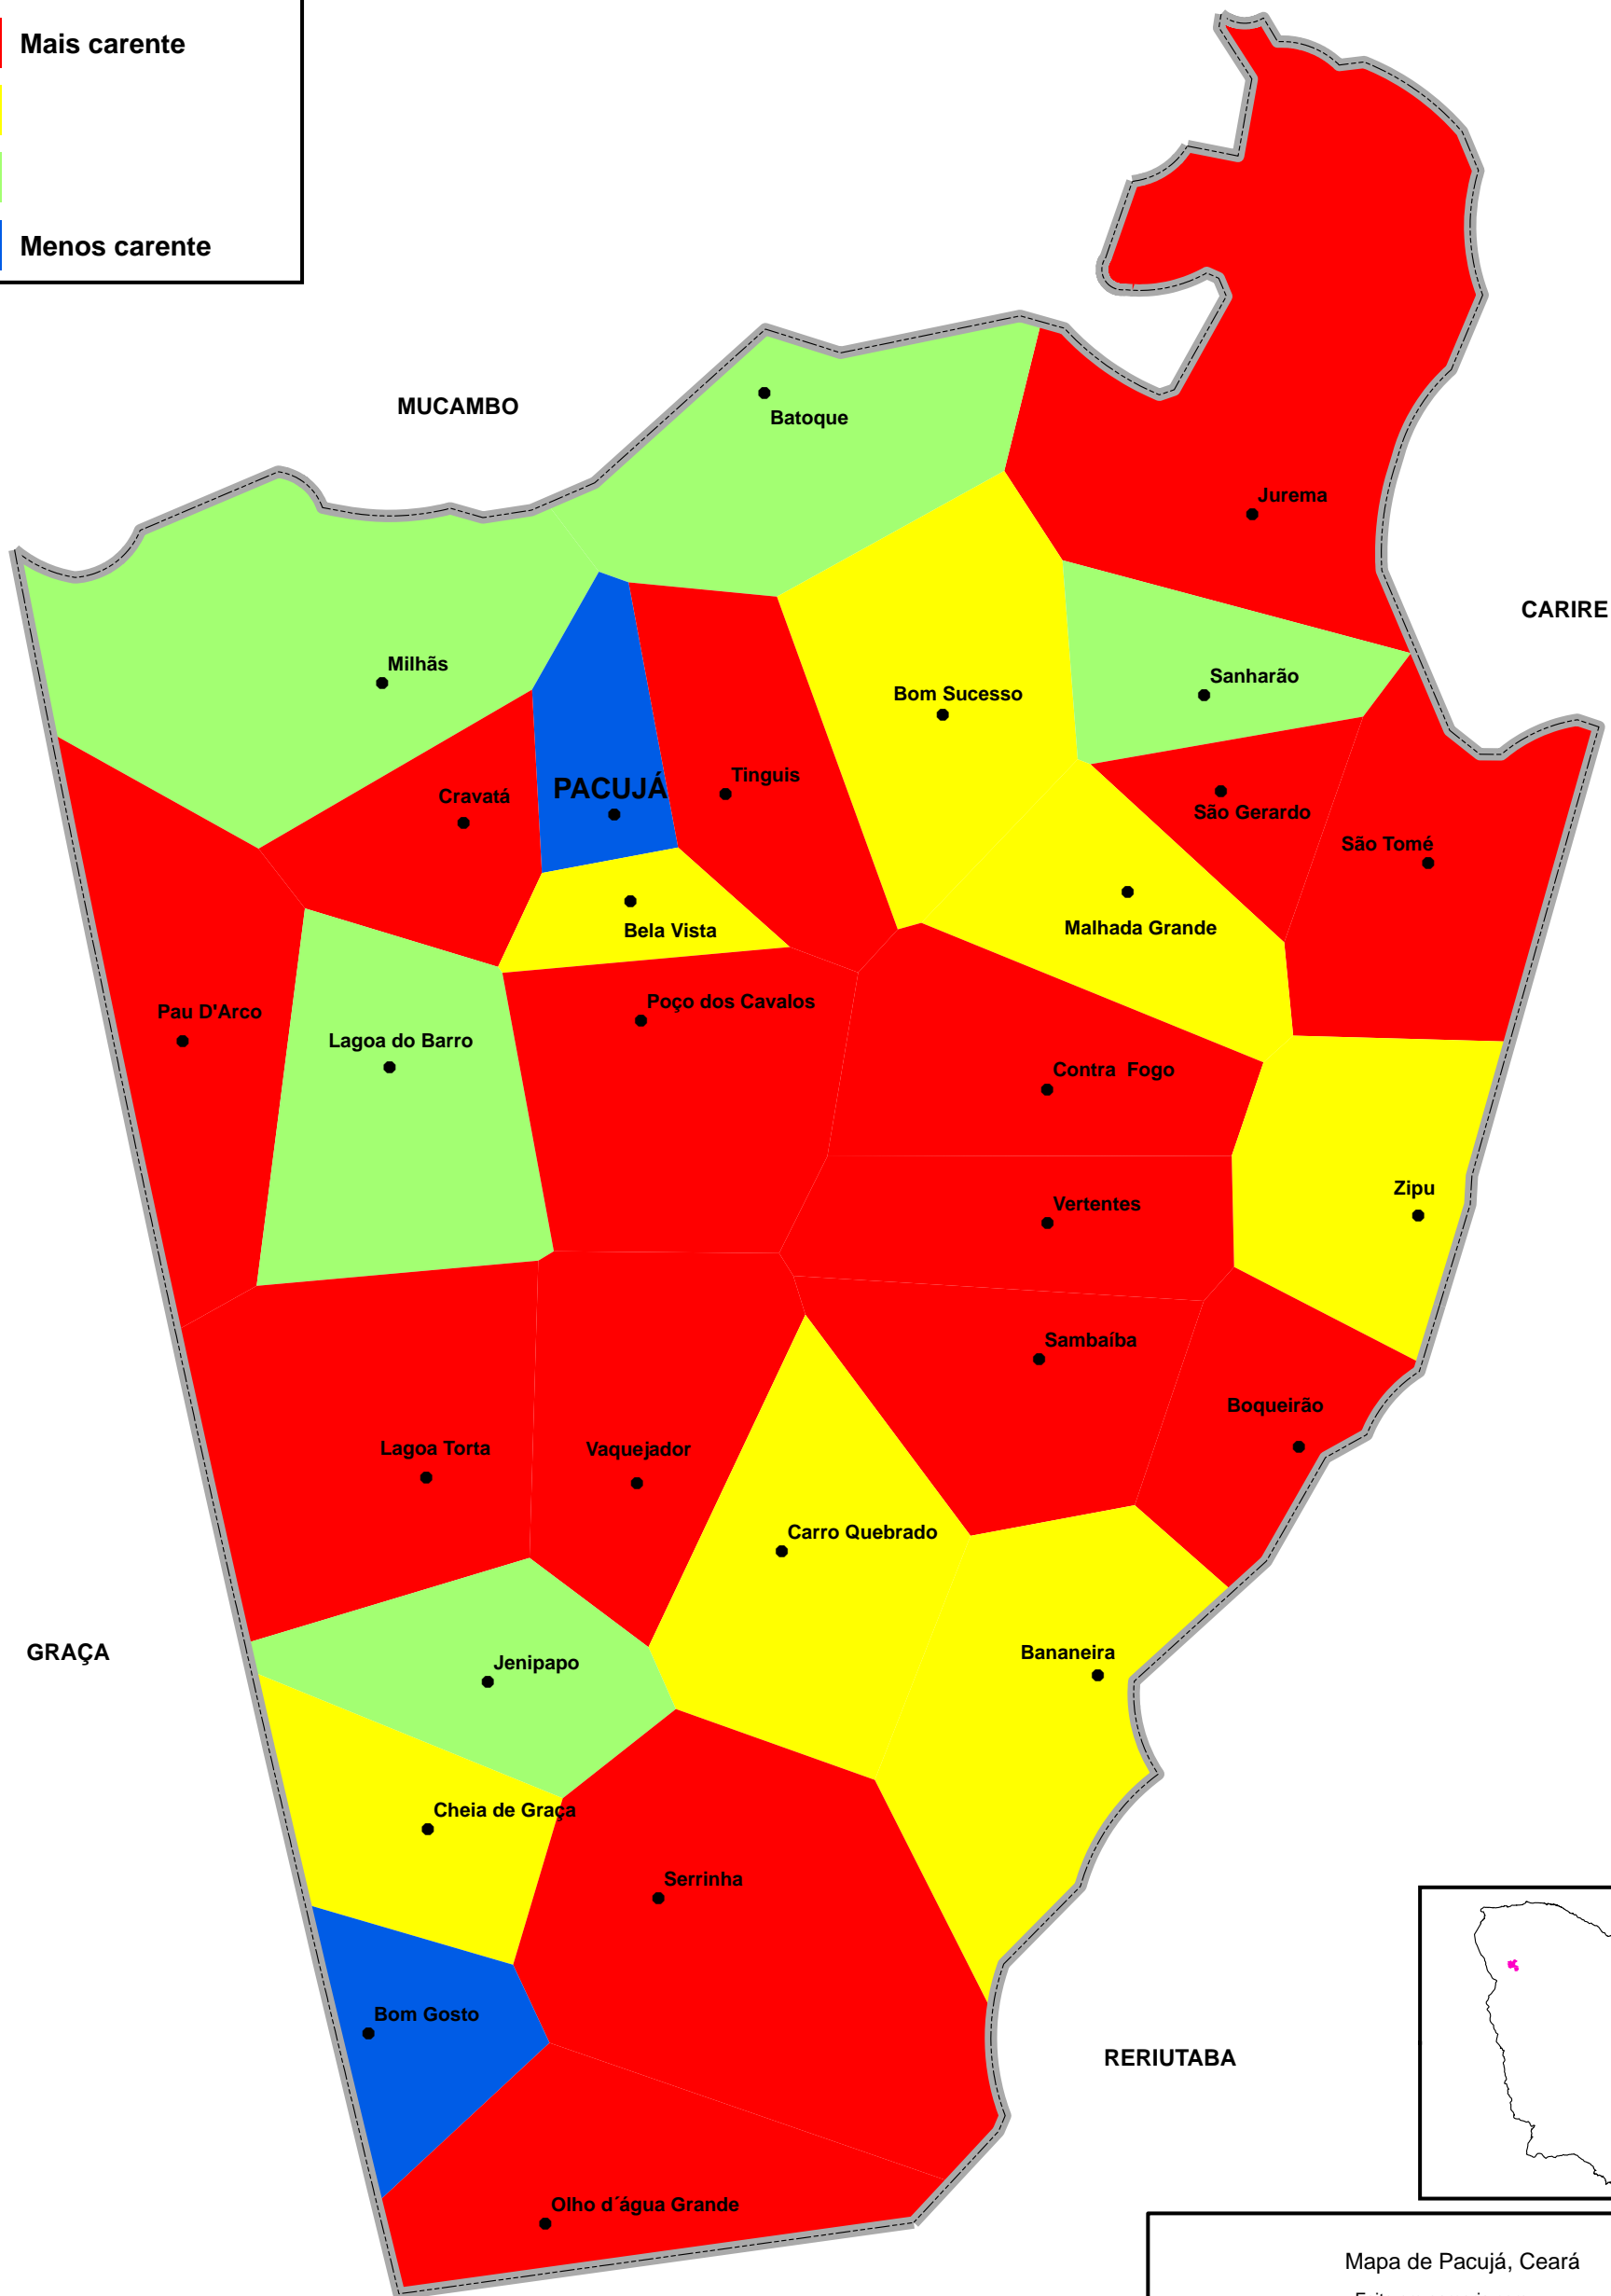 Mais carente
Menos carente
MUCAMBO
Batoque
Jurema
CARIRE
Milhãs
Sanharão
Bom Sucesso
Tinguis
PACUJÁ
Cravatá
São Gerardo
São Tomé
Bela Vista
Malhada Grande
Poço dos Cavalos
Pau D'Arco
Lagoa do Barro
Contra  Fogo
Zipu
Vertentes
Sambaíba
Boqueirão
Lagoa Torta
Vaquejador
Carro Quebrado
GRAÇA
Bananeira
Jenipapo
Cheia de Graça
Serrinha
Bom Gosto
RERIUTABA
Olho d´água Grande
Mapa de Pacujá, Ceará